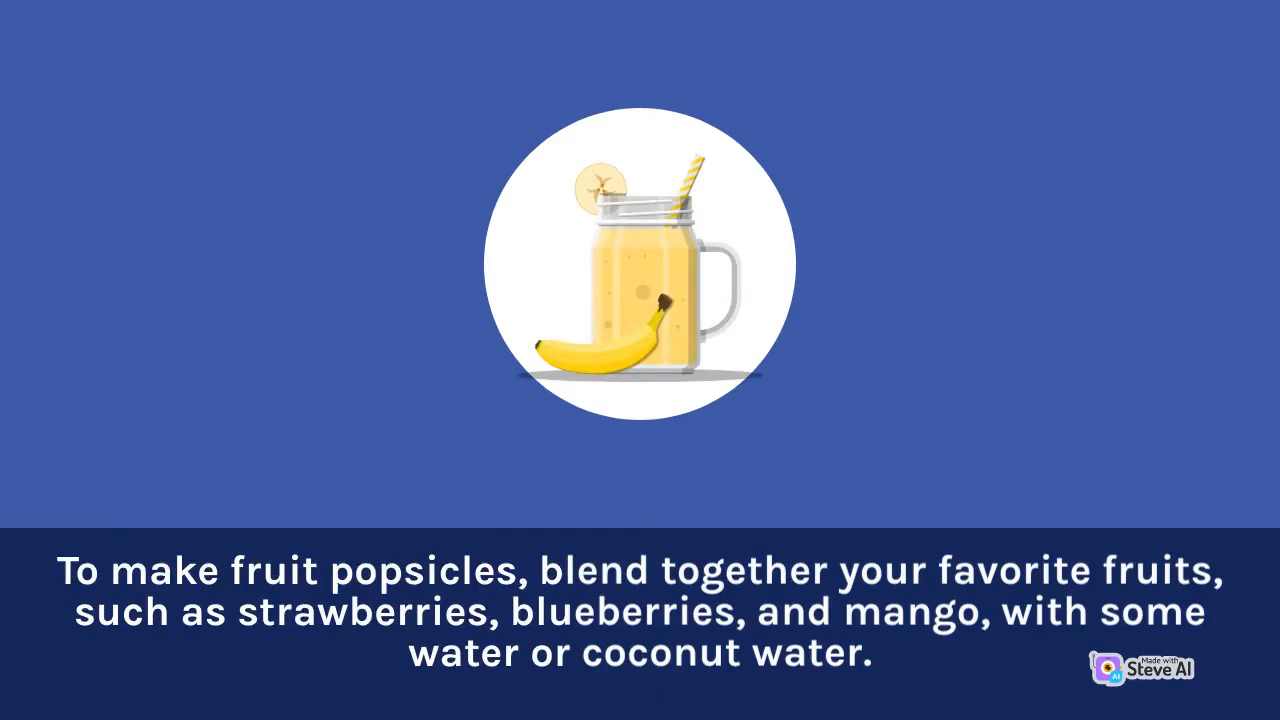 To make fruit popsicles, blend together your favorite fruits,
such as strawberries, blueberries, and mango, with some
water or coconut water.
Made with
Steve AI
AI